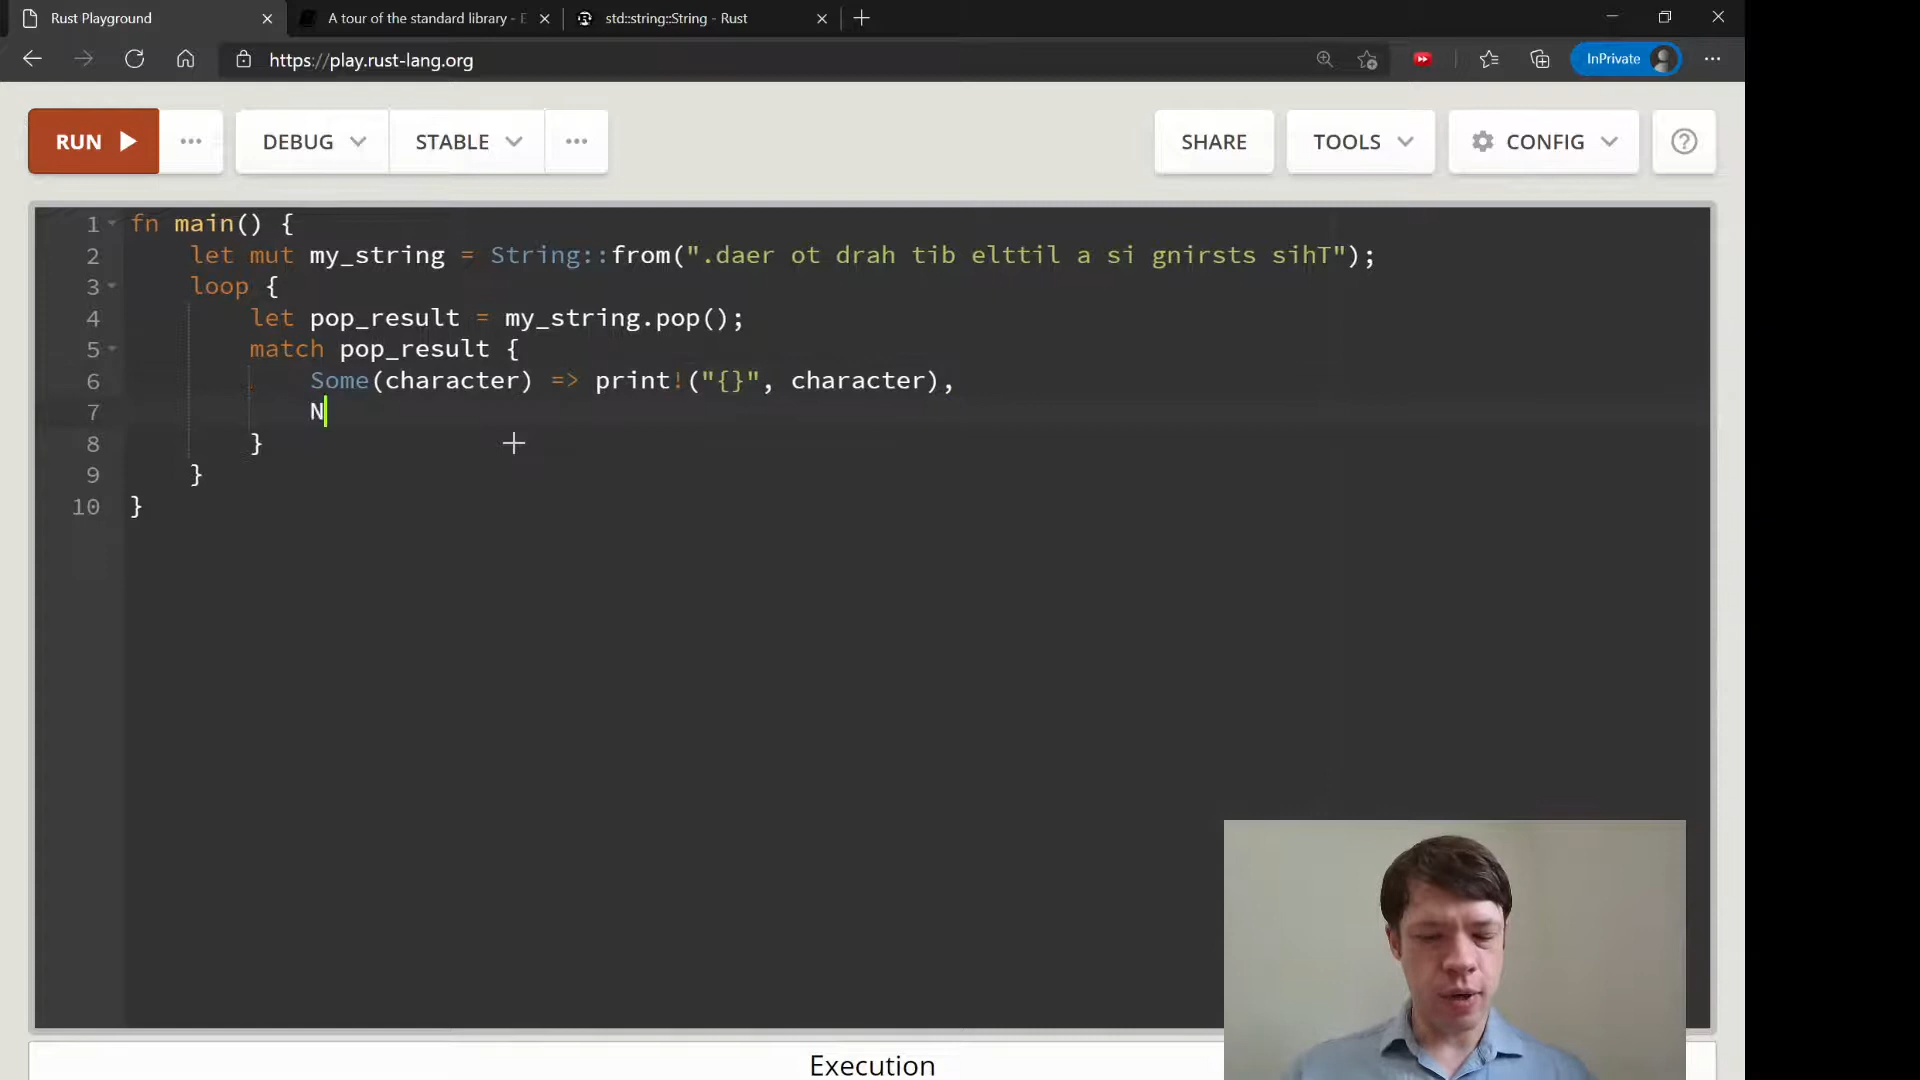 Rust Playground
A tour of the standard library - E
std::string::String - Rust
https://play.rust-lang.org
InPrivate
RUN
DEBUG
STABLE
SHARE
TOOLS
CONFIG
1 fn main() {
2 let mut my_string = String::from(".daer ot drah tib elttil a si gnirsts sihT");
3 loop {
4 let pop_result = my_string.pop();
5 match pop_result {
6 Some(character) => print!("{}", character),
7 N
8 }
9 }
10 }
Execution